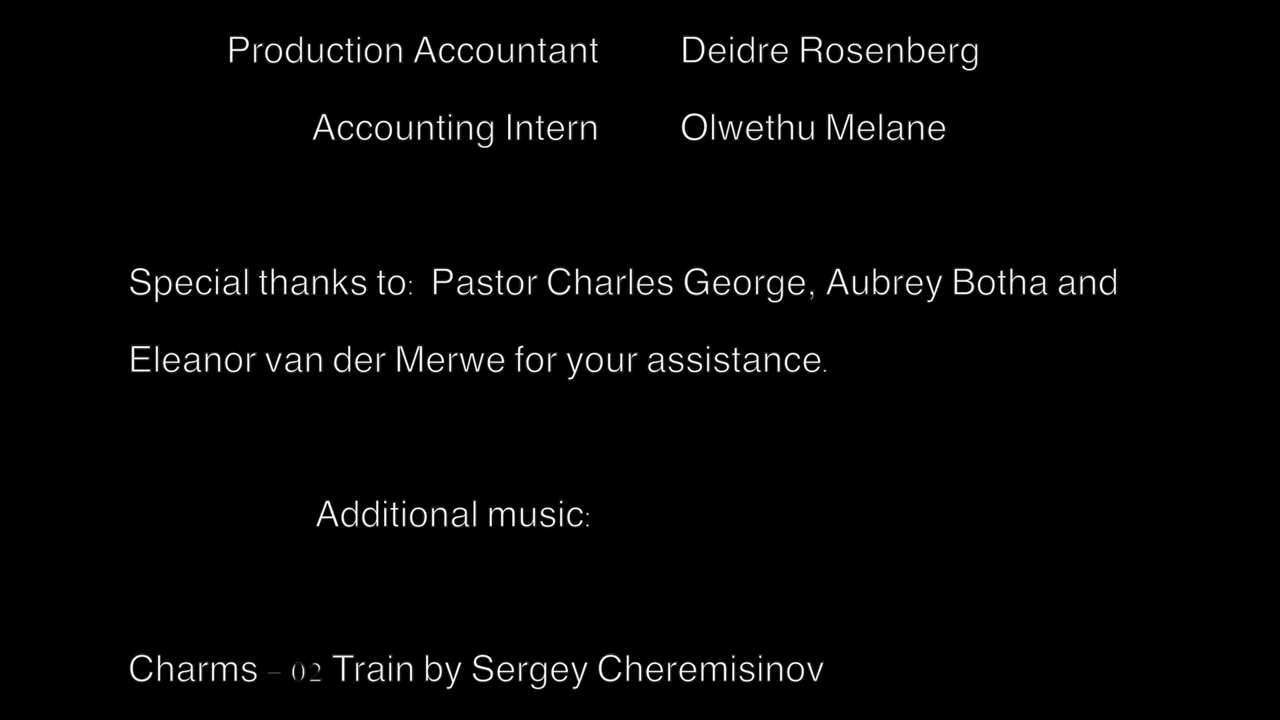 Production Accountant Deidre Rosenberg
Accounting Intern Olwethu Melane
Special thanks to: Pastor Charles George, Aubrey Botha and
Eleanor van der Merwe for your assistance.
Additional music:
Charms – 02 Train by Sergey Cheremisinov